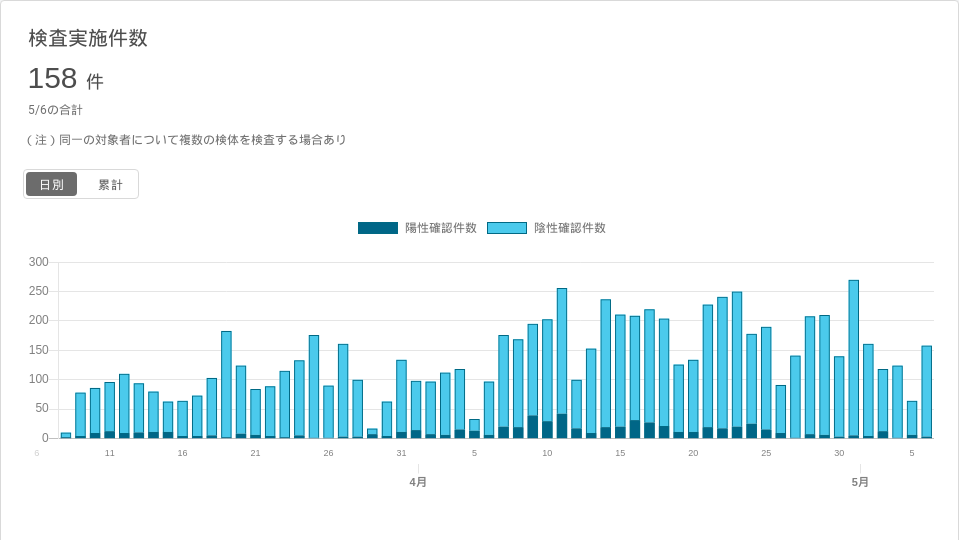 検査実施件数
158 件
5/6の合計
（注）同一の対象者について複数の検体を検査する場合あり
日別 累計
陽性確認件数 陰性確認件数
300
250
200
150
100
50
0
6 11 16 21 26 31 5 10 15 20 25 30 5
4月 5月